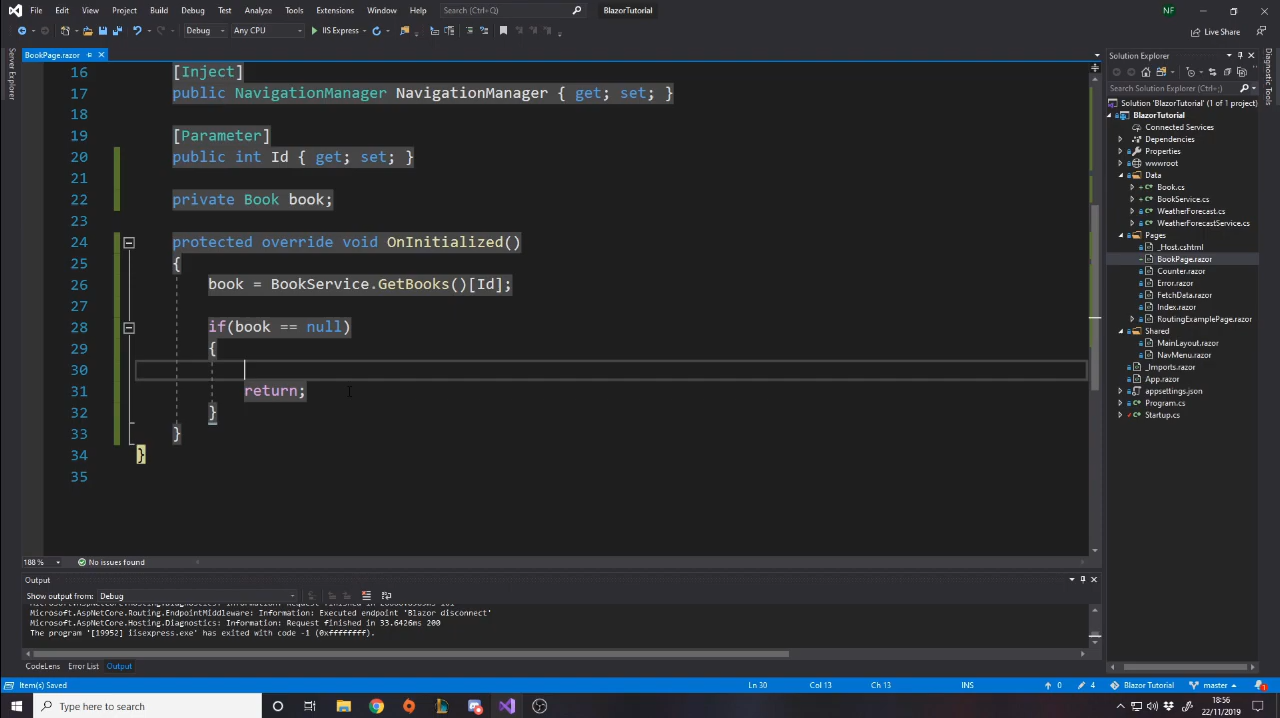 File Edit View Project Build Debug Test Analyze Tools Extensions Window Help Search (Ctrl+Q) BlazorTutorial NF
Debug Any CPU IIS Express Live Share
BookPage.razor
Server Explorer
16 [Inject]
17 public NavigationManager NavigationManager { get; set; }
18
19 [Parameter]
20 public int Id { get; set; }
21
22 private Book book;
23
24 protected override void OnInitialized()
25 {
26 book = BookService.GetBooks()[Id];
27
28 if(book == null)
29 {
30
31 return;
32 }
33 }
34 }
35
188 % No issues found
Output
Show output from: Debug
Microsoft.AspNetCore.Routing.EndpointMiddleware: Information: Executed endpoint 'Blazor disconnect'
Microsoft.AspNetCore.Hosting.Diagnostics: Information: Request finished in 33.6426ms 200
The program '[19952] iisexpress.exe' has exited with code -1 (0xffffffff).
CodeLens Error List Output
Solution Explorer
Search Solution Explorer (Ctrl+;)
Solution 'BlazorTutorial' (1 of 1 project)
BlazorTutorial
Connected Services
Dependencies
Properties
wwwroot
Data
Book.cs
BookService.cs
WeatherForecast.cs
WeatherForecastService.cs
Pages
_Host.cshtml
BookPage.razor
Counter.razor
Error.razor
FetchData.razor
Index.razor
RoutingExamplePage.razor
Shared
MainLayout.razor
NavMenu.razor
_Imports.razor
App.razor
appsettings.json
Program.cs
Startup.cs
Diagnostic Tools
Item(s) Saved Ln 30 Col 13 Ch 13 INS 0 4 Blazor Tutorial master 1
Type here to search 18:56
22/11/2019